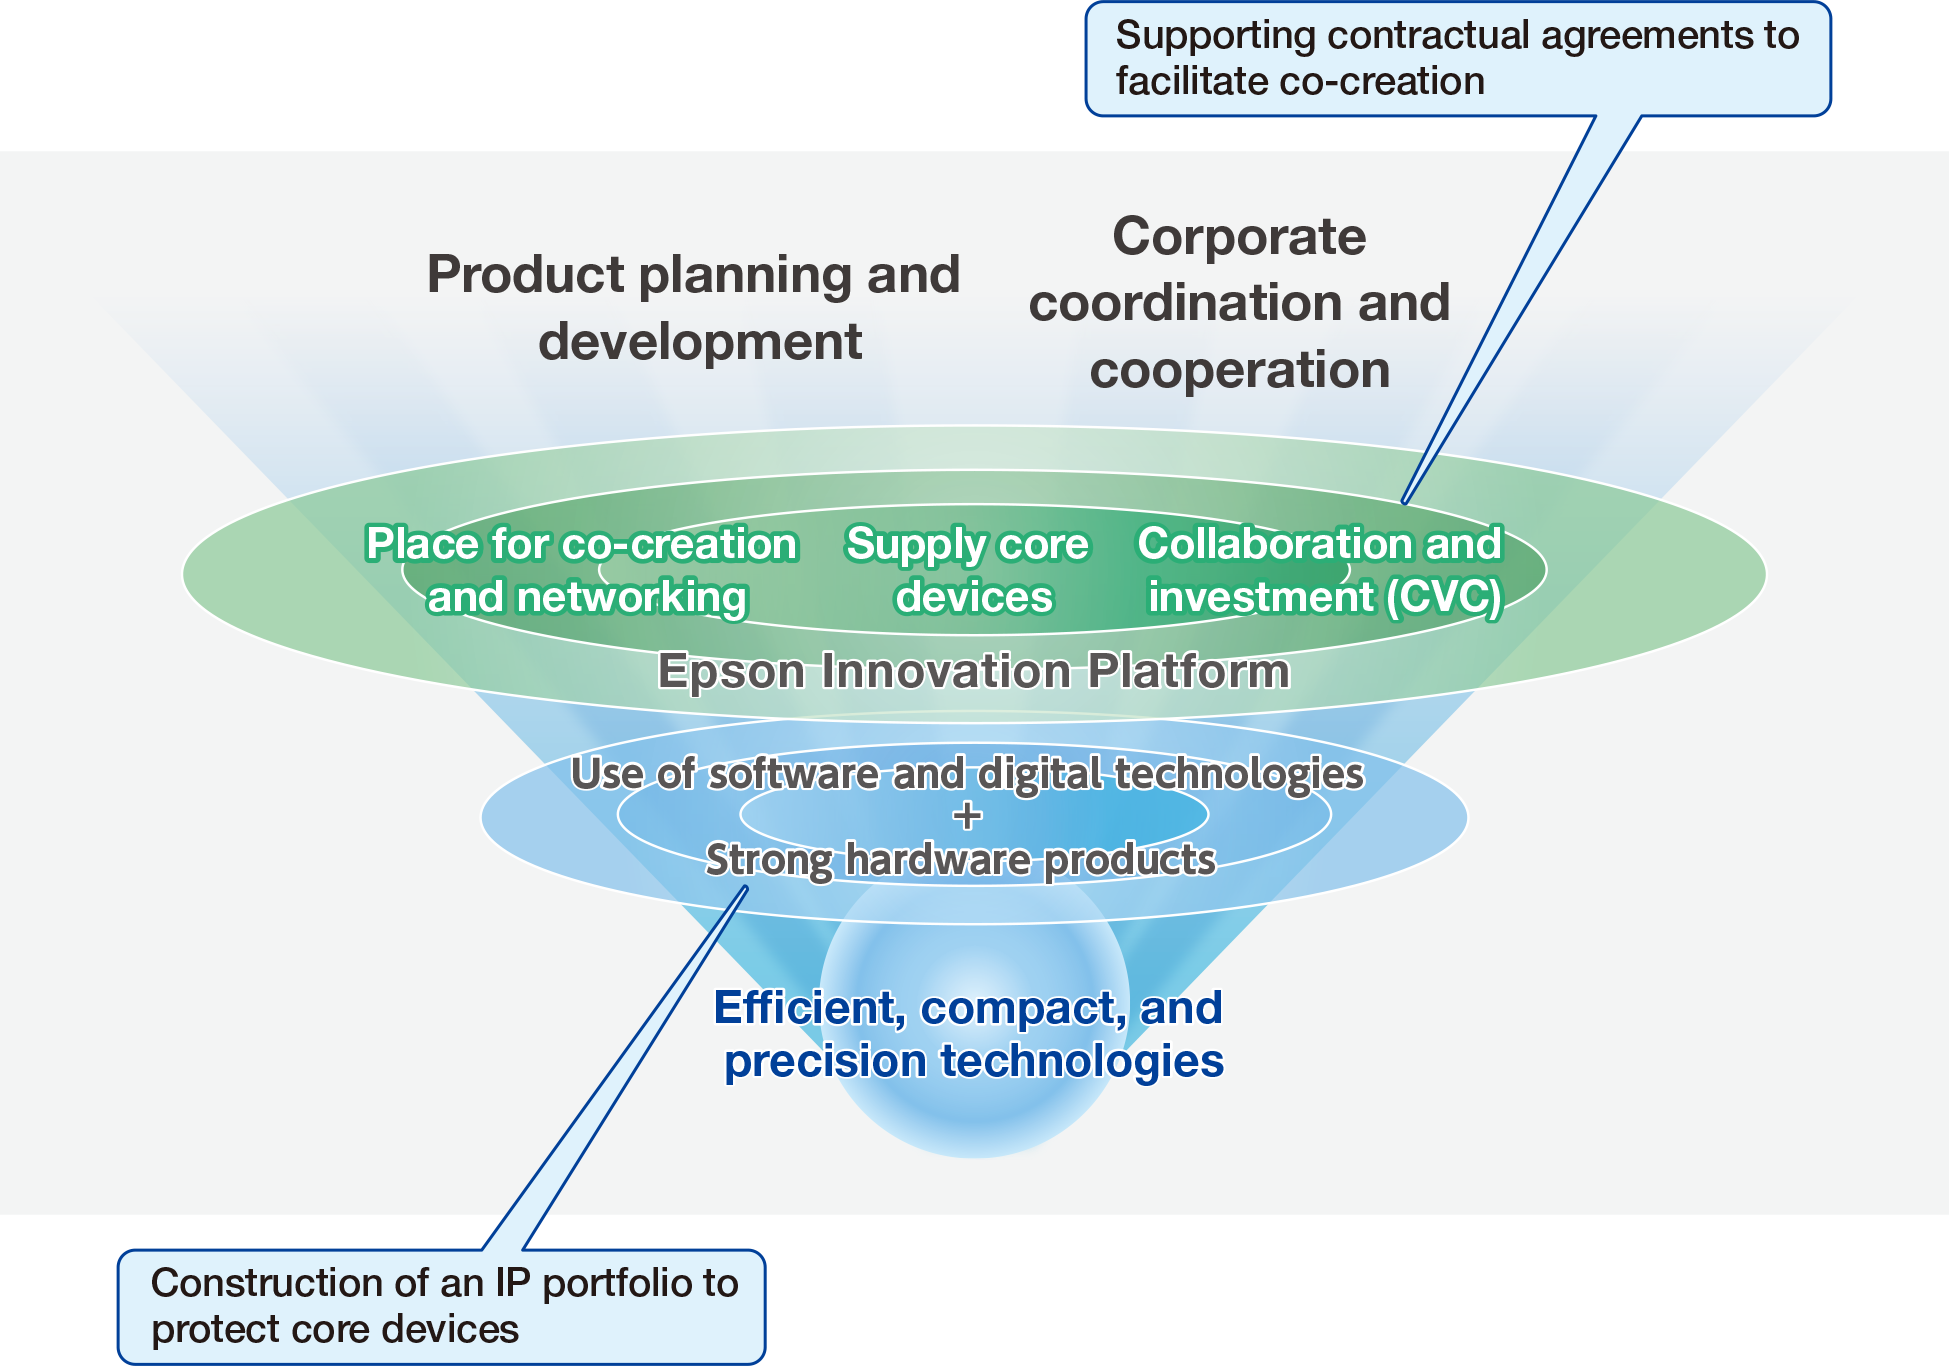 Supporting contractual agreements to
facilitate co-creation
Product planning and
development
Corporate
coordination and
cooperation
Place for co-creation
and networking
Supply core
devices
Collaboration and
investment (CVC)
Epson Innovation Platform
Use of software and digital technologies
+
Strong hardware products
Efficient, compact, and
precision technologies
Construction of an IP portfolio to
protect core devices